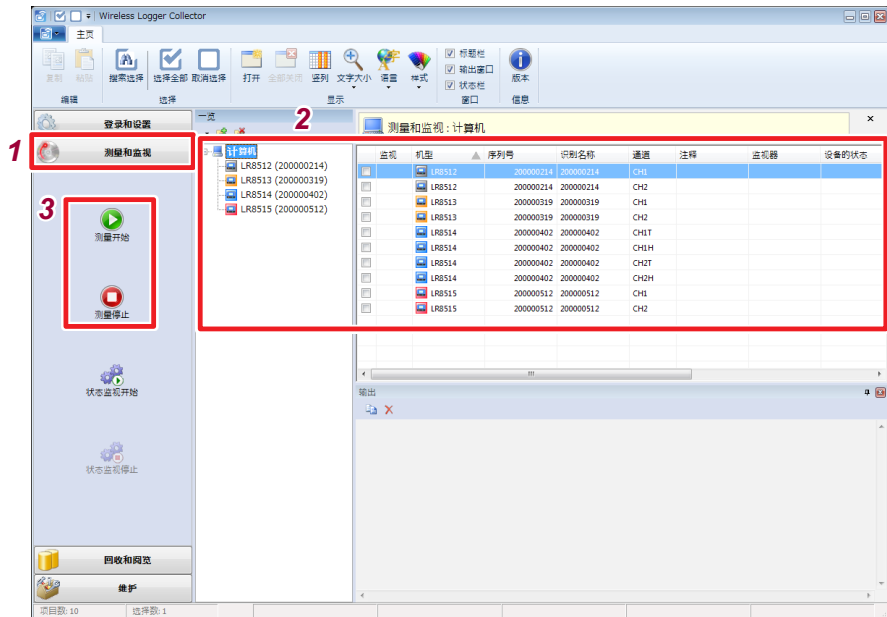 Wireless Logger Collector
主页
复制 粘贴 搜索选择 选择全部 取消选择 打开 全部关闭 竖列 文字大小 语言 样式 标题栏 输出窗口 状态栏 版本
编辑 选择 显示 窗口 信息
登录和设置
1 测量和监视
3
测量开始
测量停止
状态监视开始
状态监视停止
回收和阅览
维护
一览
2
计算机
LR8512 (200000214)
LR8513 (200000319)
LR8514 (200000402)
LR8515 (200000512)
测量和监视 : 计算机
监视 机型 序列号 识别名称 通道 注释 监视器 设备的状态
LR8512 200000214 200000214 CH1
LR8512 200000214 200000214 CH2
LR8513 200000319 200000319 CH1
LR8513 200000319 200000319 CH2
LR8514 200000402 200000402 CH1T
LR8514 200000402 200000402 CH1H
LR8514 200000402 200000402 CH2T
LR8514 200000402 200000402 CH2H
LR8515 200000512 200000512 CH1
LR8515 200000512 200000512 CH2
输出
项目数: 10 选择数: 1